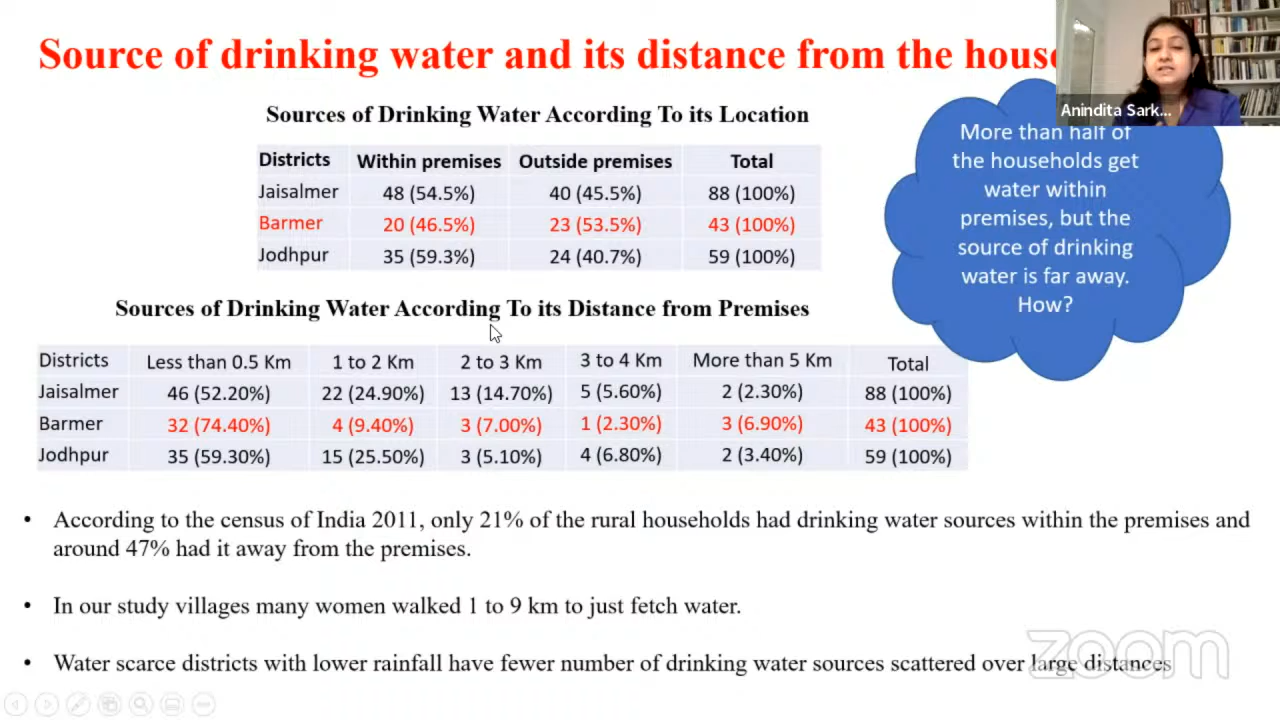 Source of drinking water and its distance from the house
Anindita Sark...
Sources of Drinking Water According To its Location
Districts Within premises Outside premises Total
Jaisalmer 48 (54.5%) 40 (45.5%) 88 (100%)
Barmer 20 (46.5%) 23 (53.5%) 43 (100%)
Jodhpur 35 (59.3%) 24 (40.7%) 59 (100%)
More than half of
the households get
water within
premises, but the
source of drinking
water is far away.
How?
Sources of Drinking Water According To its Distance from Premises
Districts Less than 0.5 Km 1 to 2 Km 2 to 3 Km 3 to 4 Km More than 5 Km Total
Jaisalmer 46 (52.20%) 22 (24.90%) 13 (14.70%) 5 (5.60%) 2 (2.30%) 88 (100%)
Barmer 32 (74.40%) 4 (9.40%) 3 (7.00%) 1 (2.30%) 3 (6.90%) 43 (100%)
Jodhpur 35 (59.30%) 15 (25.50%) 3 (5.10%) 4 (6.80%) 2 (3.40%) 59 (100%)
• According to the census of India 2011, only 21% of the rural households had drinking water sources within the premises and
around 47% had it away from the premises.
• In our study villages many women walked 1 to 9 km to just fetch water.
• Water scarce districts with lower rainfall have fewer number of drinking water sources scattered over large distances
zoom